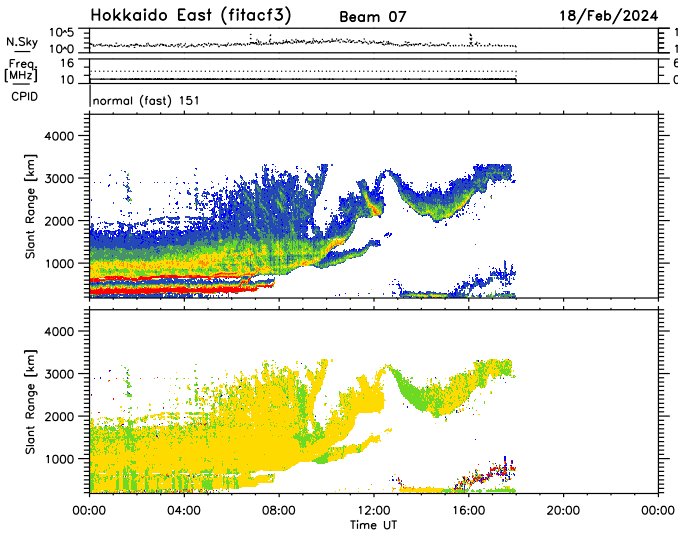 Hokkaido East (fitacf3) Beam 07 18/Feb/2024
N.Sky 10^5 10^0
Freq. [MHz] 16 10 6 0
CPID normal (fast) 151
Slant Range [km] 4000 3000 2000 1000
Slant Range [km] 4000 3000 2000 1000
00:00 04:00 08:00 12:00 16:00 20:00 00:00
Time UT